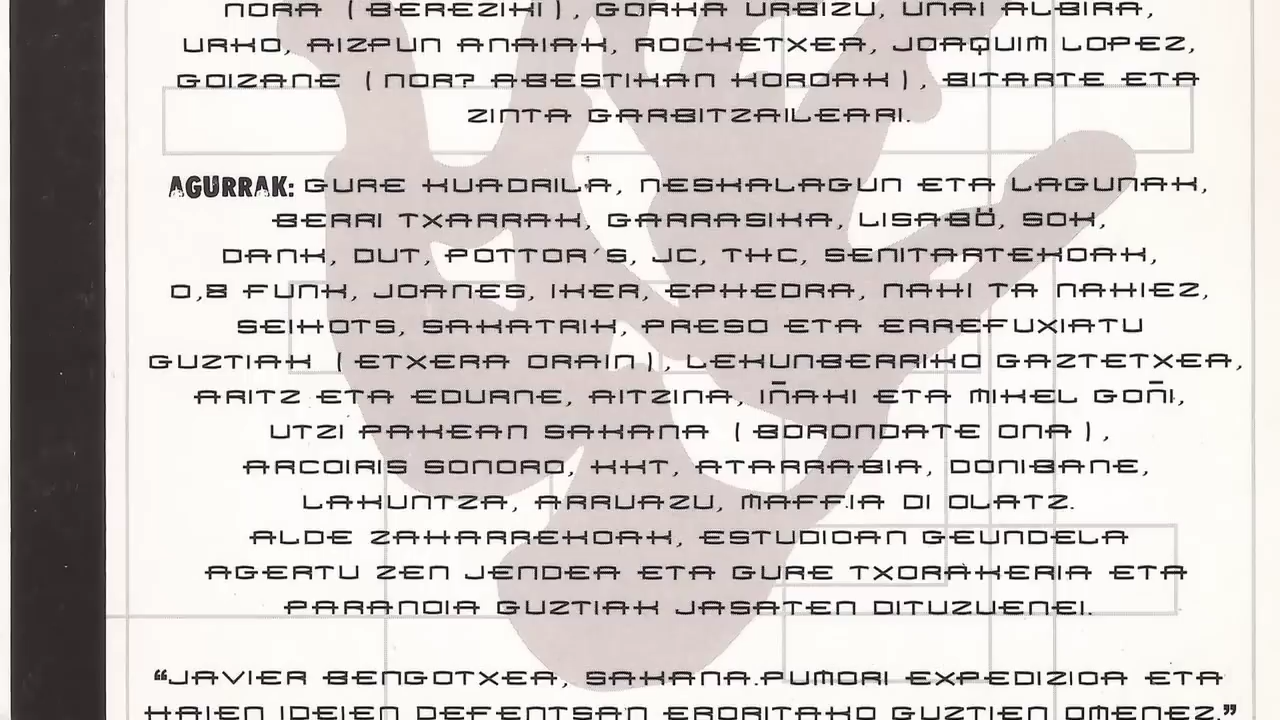 NORA (BEREZIKI), GORKA URBIZU, UNAI ALBIRA,
URKO, AIZPUN ANAIAK, ROCHETXEA, JOAQUIM LOPEZ,
GOIZANE (NOR? ABESTIKAN KOROAK), BITARTE ETA
ZINTA GARBITZAILEARI.
AGURRAK: GURE KUADRILA, NESKALAGUN ETA LAGUNAK,
BERRI TXARRAK, GARRASIKA, LISABÖ, SOK,
DANK, DUT, POTTOR'S, JC, THC, SENITARTEKOAK,
0,8 FUNK, JOANES, IKER, EPHEDRA, NAHI TA NAHIEZ,
SEIKOTS, SAKATRIK, PRESO ETA ERREFUXIATU
GUZTIAK (ETXERA ORAIN), LEKUNBERRIKO GAZTETXEA,
ARITZ ETA EDURNE, AITZINA, IÑAKI ETA MIKEL GOÑI,
UTZI PAKEAN SAKANA (BORONDATE ONA),
ARCOIRIS SONORO, KKT, ATARRABIA, DONIBANE,
LAKUNTZA, ARRUAZU, MAFFIA DI OLATZ.
ALDE ZAHARREKOAK, ESTUDIOAN GEUNDELA
AGERTU ZEN JENDEA ETA GURE TXORAKERIA ETA
PARANOIA GUZTIAK JASATEN DITUZUENEI.
“JAVIER BENGOTXEA, SAKANA.PUMORI EXPEDIZIOA ETA
HAIEN IDEIEN DEFENTSAN ERORITAKO GUZTIEN OMENEZ.”